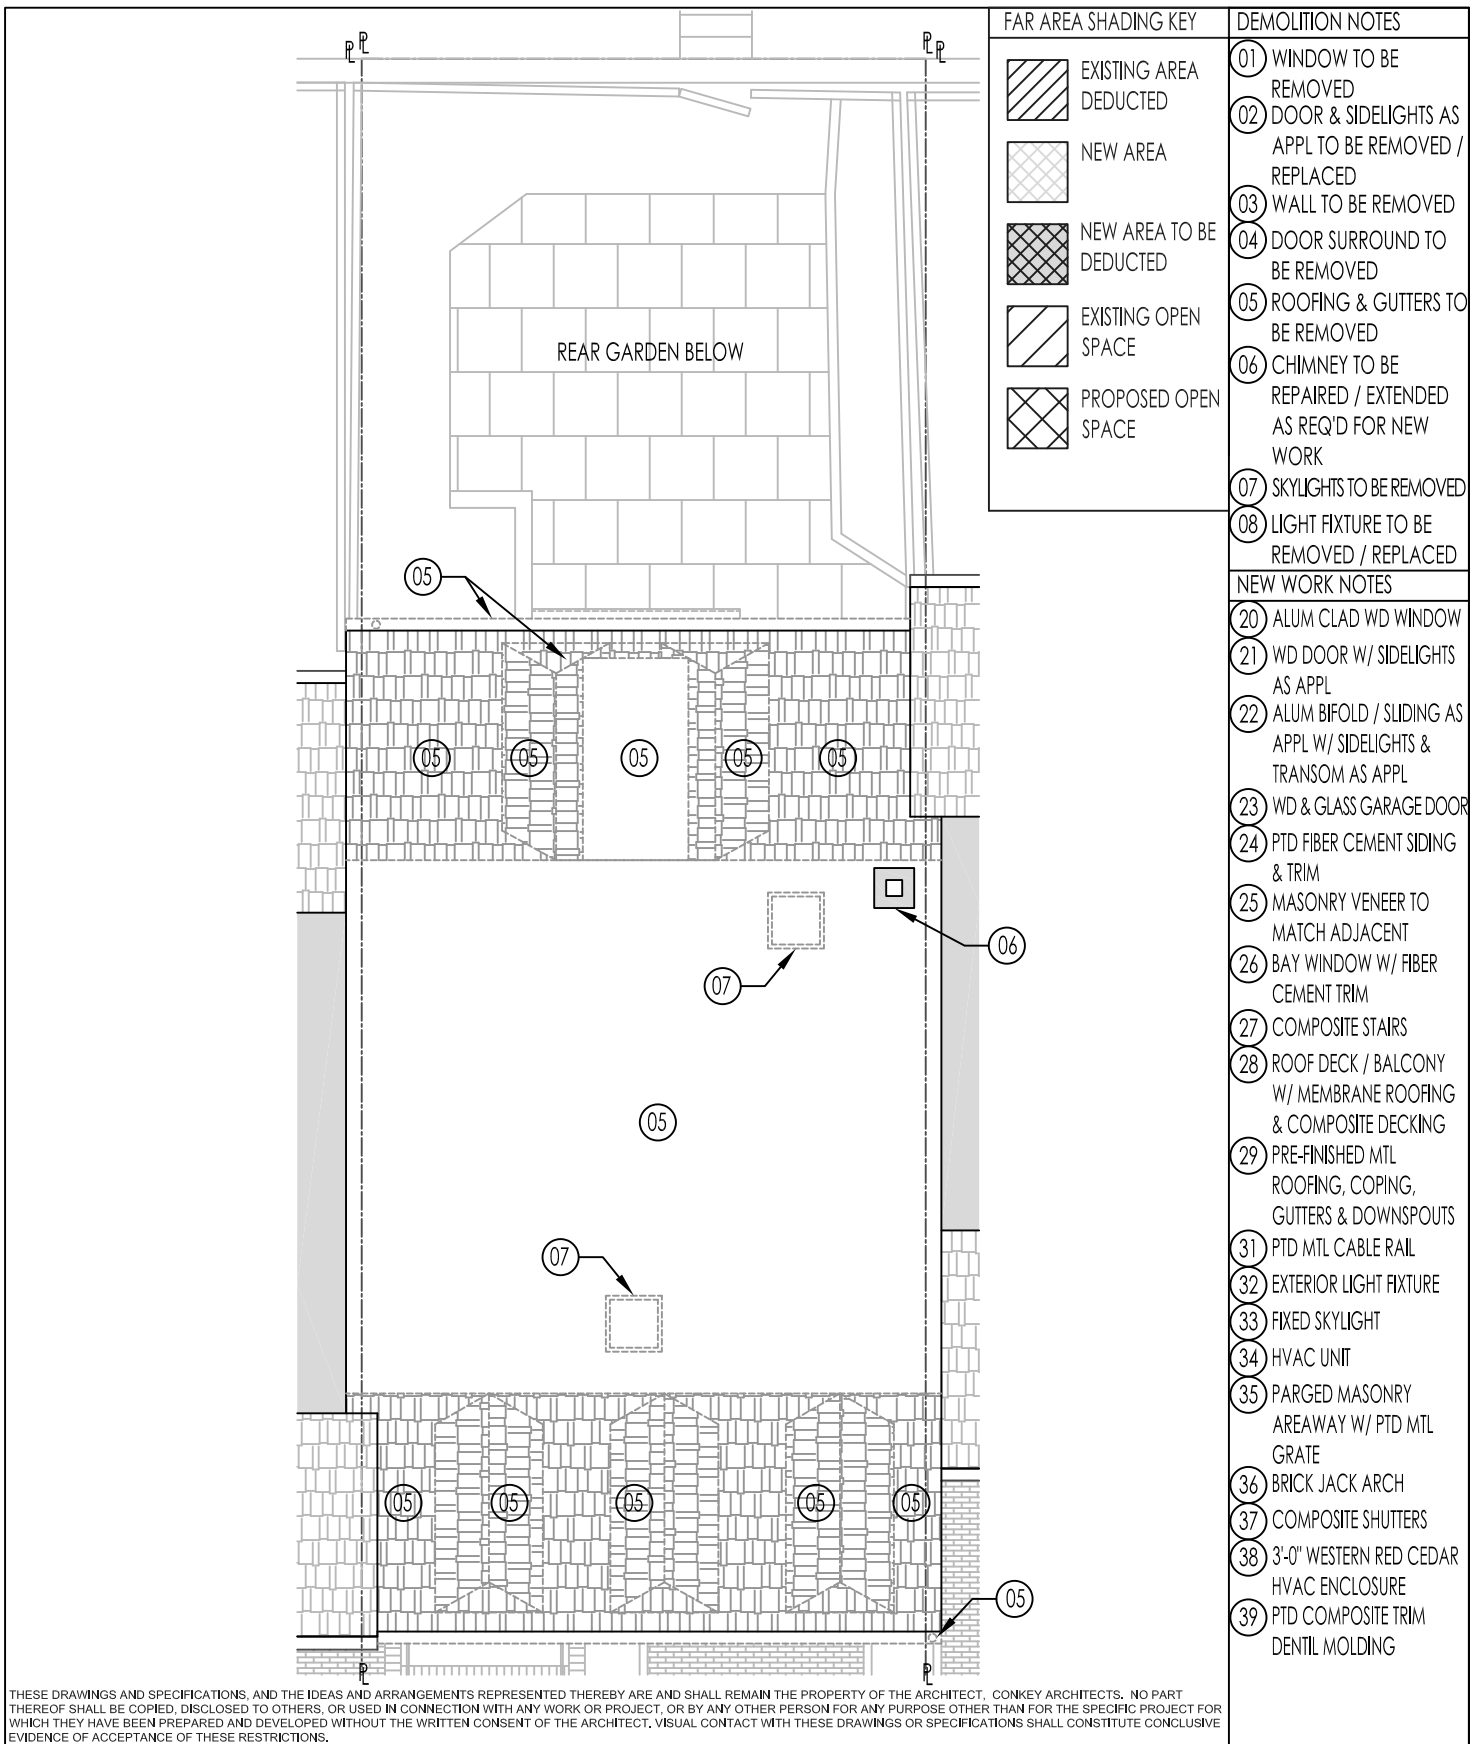 PL PL PL PL
REAR GARDEN BELOW
05
05 05 05 05 05
06
07
05
07
05 05 05 05 05
05
PL PL
FAR AREA SHADING KEY
EXISTING AREA
DEDUCTED
NEW AREA
NEW AREA TO BE
DEDUCTED
EXISTING OPEN
SPACE
PROPOSED OPEN
SPACE
DEMOLITION NOTES
01 WINDOW TO BE
REMOVED
02 DOOR & SIDELIGHTS AS
APPL TO BE REMOVED /
REPLACED
03 WALL TO BE REMOVED
04 DOOR SURROUND TO
BE REMOVED
05 ROOFING & GUTTERS TO
BE REMOVED
06 CHIMNEY TO BE
REPAIRED / EXTENDED
AS REQ'D FOR NEW
WORK
07 SKYLIGHTS TO BE REMOVED
08 LIGHT FIXTURE TO BE
REMOVED / REPLACED
NEW WORK NOTES
20 ALUM CLAD WD WINDOW
21 WD DOOR W/ SIDELIGHTS
AS APPL
22 ALUM BIFOLD / SLIDING AS
APPL W/ SIDELIGHTS &
TRANSOM AS APPL
23 WD & GLASS GARAGE DOOR
24 PTD FIBER CEMENT SIDING
& TRIM
25 MASONRY VENEER TO
MATCH ADJACENT
26 BAY WINDOW W/ FIBER
CEMENT TRIM
27 COMPOSITE STAIRS
28 ROOF DECK / BALCONY
W/ MEMBRANE ROOFING
& COMPOSITE DECKING
29 PRE-FINISHED MTL
ROOFING, COPING,
GUTTERS & DOWNSPOUTS
31 PTD MTL CABLE RAIL
32 EXTERIOR LIGHT FIXTURE
33 FIXED SKYLIGHT
34 HVAC UNIT
35 PARGED MASONRY
AREAWAY W/ PTD MTL
GRATE
36 BRICK JACK ARCH
37 COMPOSITE SHUTTERS
38 3'-0" WESTERN RED CEDAR
HVAC ENCLOSURE
39 PTD COMPOSITE TRIM
DENTIL MOLDING
THESE DRAWINGS AND SPECIFICATIONS, AND THE IDEAS AND ARRANGEMENTS REPRESENTED THEREBY ARE AND SHALL REMAIN THE PROPERTY OF THE ARCHITECT, CONKEY ARCHITECTS. NO PART
THEREOF SHALL BE COPIED, DISCLOSED TO OTHERS, OR USED IN CONNECTION WITH ANY WORK OR PROJECT, OR BY ANY OTHER PERSON FOR ANY PURPOSE OTHER THAN FOR THE SPECIFIC PROJECT FOR
WHICH THEY HAVE BEEN PREPARED AND DEVELOPED WITHOUT THE WRITTEN CONSENT OF THE ARCHITECT. VISUAL CONTACT WITH THESE DRAWINGS OR SPECIFICATIONS SHALL CONSTITUTE CONCLUSIVE
EVIDENCE OF ACCEPTANCE OF THESE RESTRICTIONS.